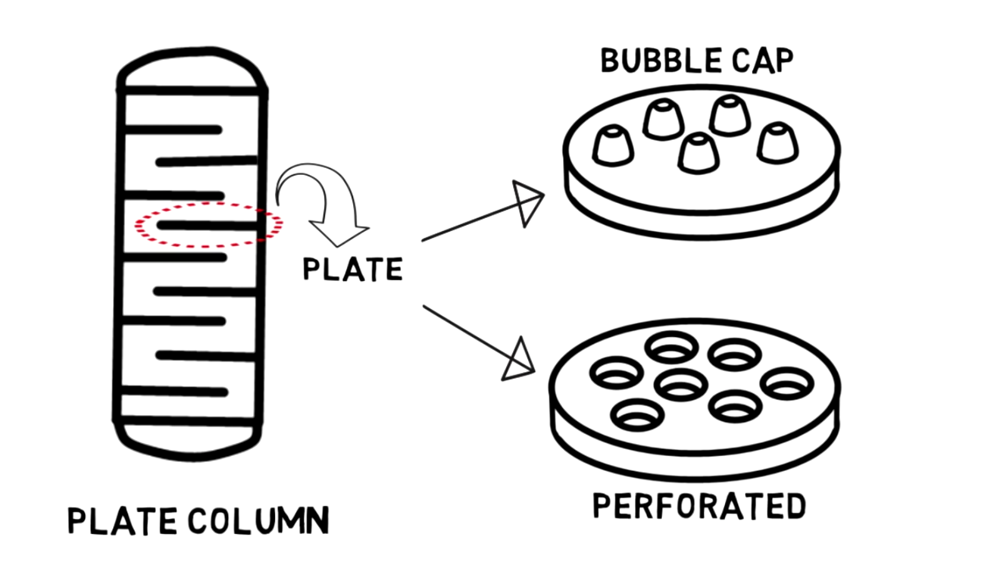 BUBBLE CAP
PLATE
PERFORATED
PLATE COLUMN